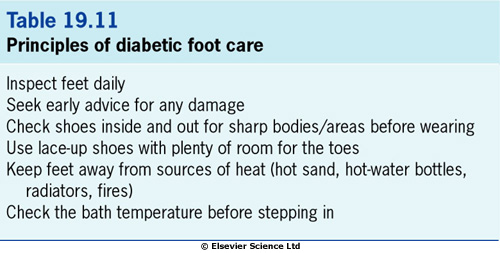 Table 19.11
Principles of diabetic foot care
Inspect feet daily
Seek early advice for any damage
Check shoes inside and out for sharp bodies/areas before wearing
Use lace-up shoes with plenty of room for the toes
Keep feet away from sources of heat (hot sand, hot-water bottles,
radiators, fires)
Check the bath temperature before stepping in
© Elsevier Science Ltd